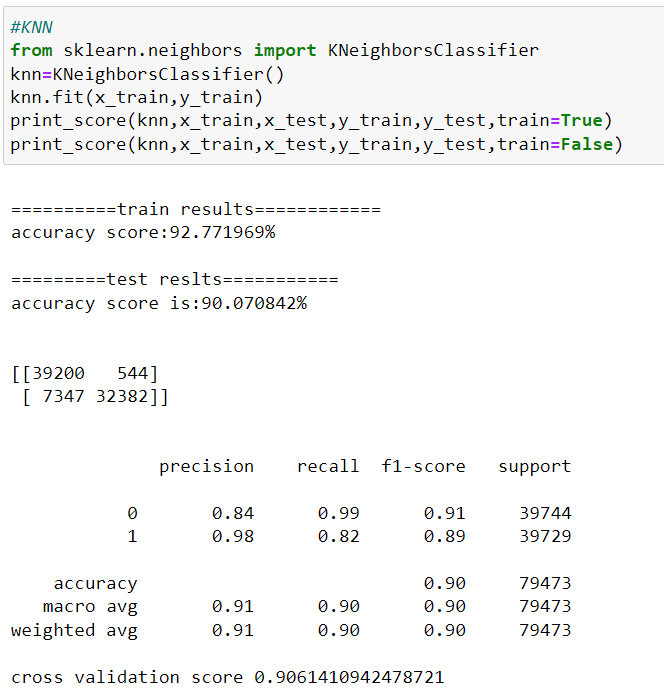 #KNN
from sklearn.neighbors import KNeighborsClassifier
knn=KNeighborsClassifier()
knn.fit(x_train,y_train)
print_score(knn,x_train,x_test,y_train,y_test,train=True)
print_score(knn,x_train,x_test,y_train,y_test,train=False)
==========train results============
accuracy score:92.771969%
=========test reslts===========
accuracy score is:90.070842%
[[39200   544]
 [ 7347 32382]]
              precision    recall  f1-score   support
           0       0.84      0.99      0.91     39744
           1       0.98      0.82      0.89     39729
    accuracy                           0.90     79473
   macro avg       0.91      0.90      0.90     79473
weighted avg       0.91      0.90      0.90     79473
cross validation score 0.9061410942478721